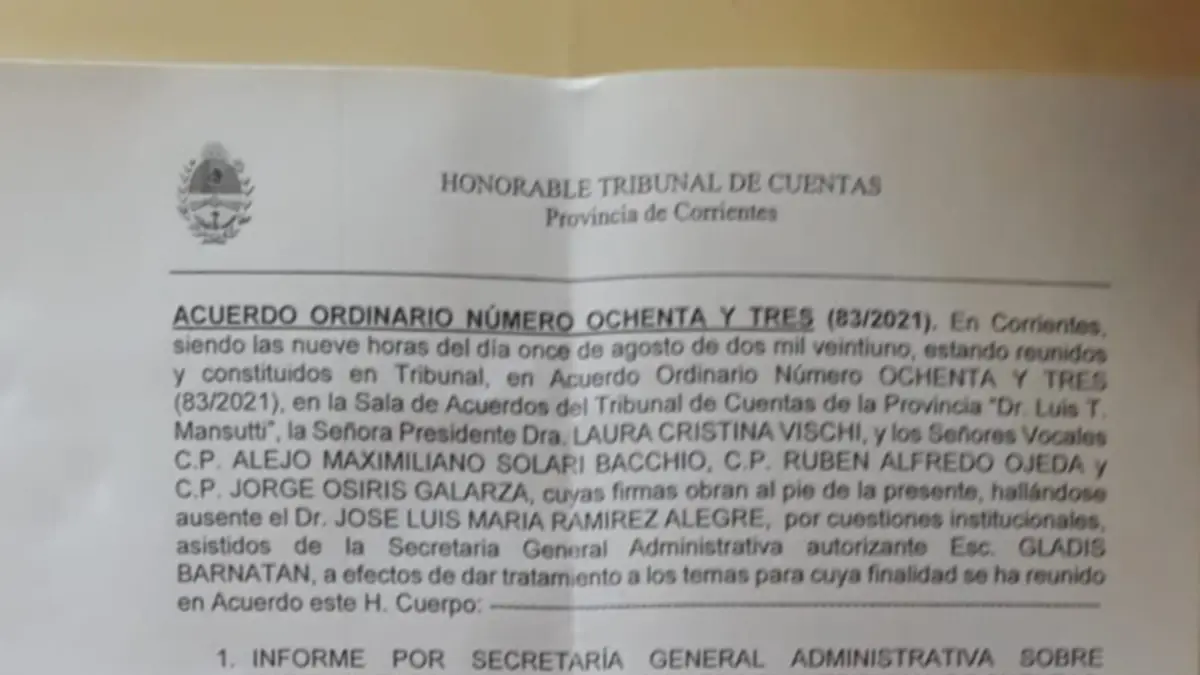 HONORABLE TRIBUNAL DE CUENTAS
Provincia de Corrientes
ACUERDO ORDINARIO NÚMERO OCHENTA Y TRES (83/2021). En Corrientes,
siendo las nueve horas del día once de agosto de dos mil veintiuno, estando reunidos
y constituidos en Tribunal, en Acuerdo Ordinario Número OCHENTA Y TRES
(83/2021), en la Sala de Acuerdos del Tribunal de Cuentas de la Provincia "Dr. Luis T.
Mansutti", la Señora Presidente Dra. LAURA CRISTINA VISCHI, y los Señores Vocales
C.P. ALEJO MAXIMILIANO SOLARI BACCHIO, C.P. RUBEN ALFREDO OJEDA y
C.P. JORGE OSIRIS GALARZA, cuyas firmas obran al pie de la presente, hallándose
ausente el Dr. JOSE LUIS MARIA RAMIREZ ALEGRE, por cuestiones institucionales,
asistidos de la Secretaria General Administrativa autorizante Esc. GLADIS
BARNATAN, a efectos de dar tratamiento a los temas para cuya finalidad se ha reunido
en Acuerdo este H. Cuerpo:
1. INFORME POR SECRETARÍA GENERAL ADMINISTRATIVA SOBRE